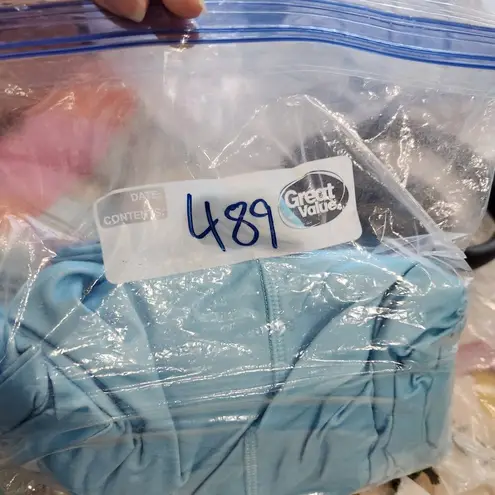 DATE:
CONTENTS:
489
Great
Value®